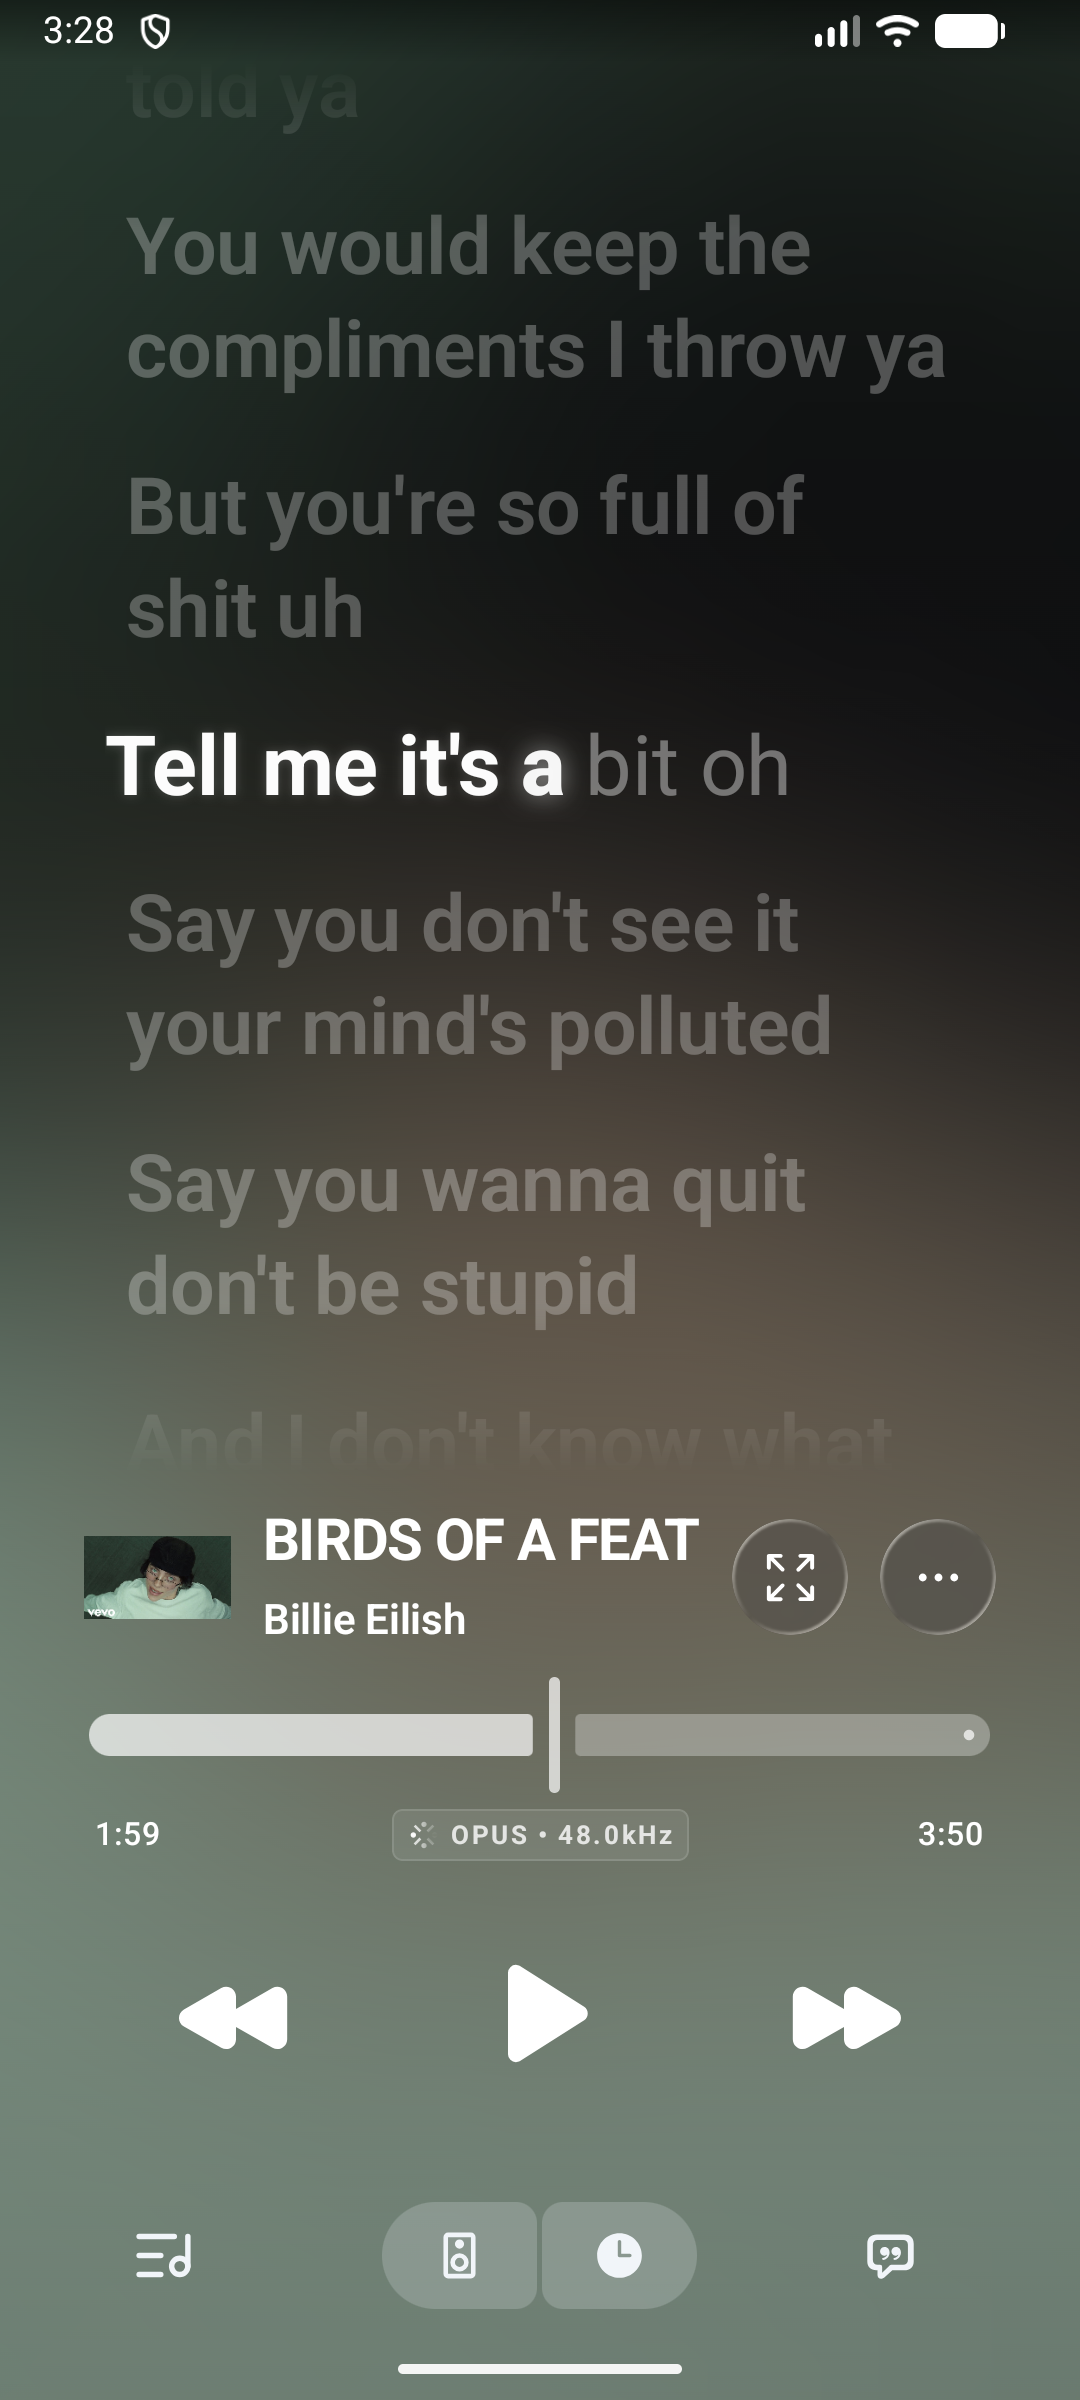 3:28
told ya
You would keep the
compliments I throw ya
But you're so full of
shit uh
Tell me it's a bit oh
Say you don't see it
your mind's polluted
Say you wanna quit
don't be stupid
And I don't know what
vevo
BIRDS OF A FEAT
Billie Eilish
1:59
OPUS • 48.0kHz
3:50